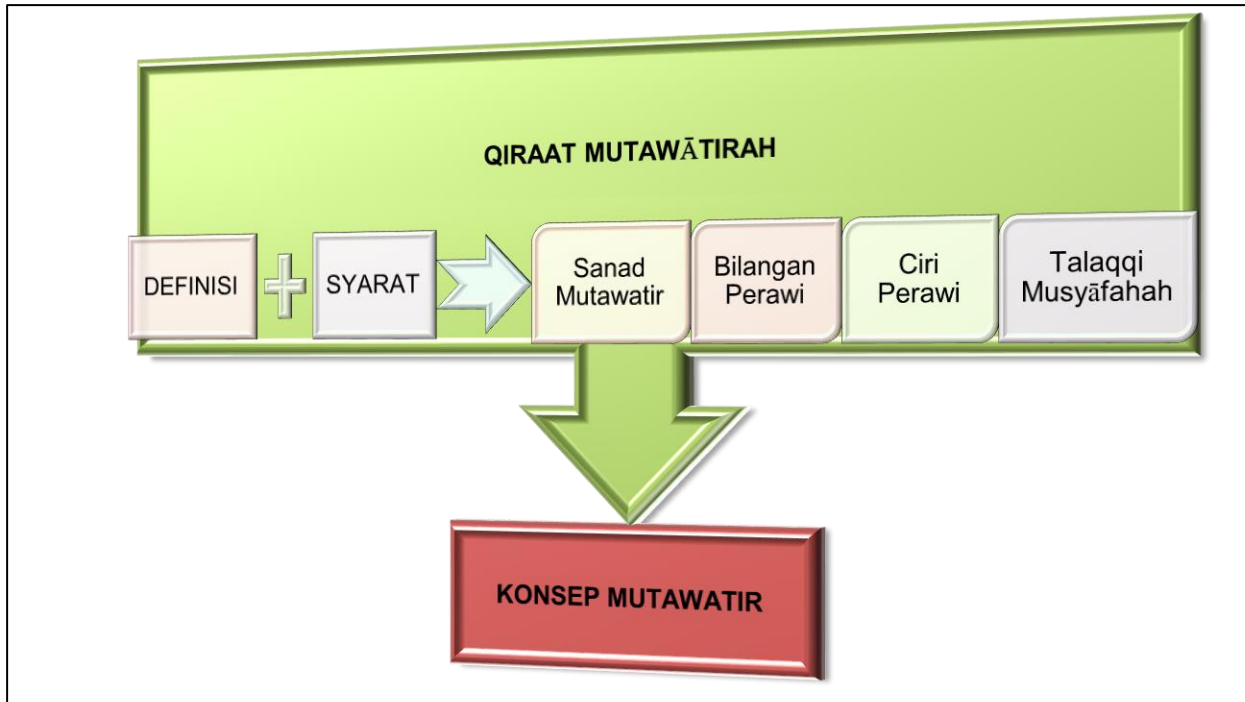 QIRAAT MUTAWĀTIRAH
DEFINISI
SYARAT
Sanad
Mutawatir
Bilangan
Perawi
Ciri
Perawi
Talaqqi
Musyāfahah
KONSEP MUTAWATIR